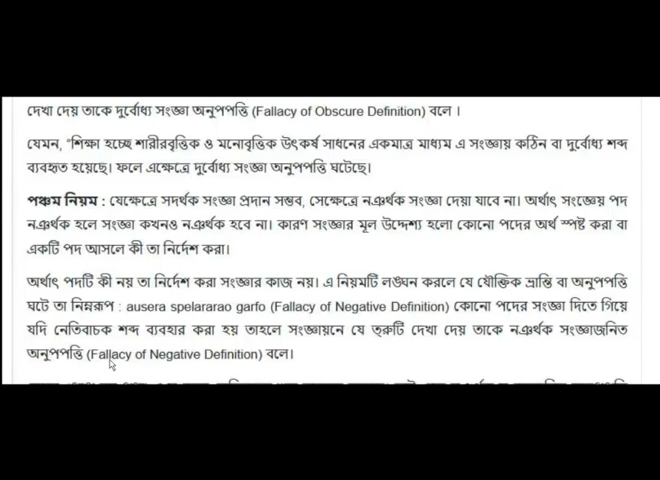 দেখা দেয় তাকে দুর্বোধ্য সংজ্ঞা অনুপপত্তি (Fallacy of Obscure Definition) বলে ।
যেমন, “শিক্ষা হচ্ছে শারীরবৃত্তিক ও মনোবৃত্তিক উৎকর্ষ সাধনের একমাত্র মাধ্যম এ সংজ্ঞায় কঠিন বা দুর্বোধ্য শব্দ
ব্যবহৃত হয়েছে। ফলে এক্ষেত্রে দুর্বোধ্য সংজ্ঞা অনুপপত্তি ঘটেছে।
পঞ্চম নিয়ম : যেক্ষেত্রে সদর্থক সংজ্ঞা প্রদান সম্ভব, সেক্ষেত্রে নঞর্থক সংজ্ঞা দেয়া যাবে না। অর্থাৎ সংজ্ঞেয় পদ
নঞর্থক হলে সংজ্ঞা কখনও নঞর্থক হবে না। কারণ সংজ্ঞার মূল উদ্দেশ্য হলো কোনো পদের অর্থ স্পষ্ট করা বা
একটি পদ আসলে কী তা নির্দেশ করা।
অর্থাৎ পদটি কী নয় তা নির্দেশ করা সংজ্ঞার কাজ নয়। এ নিয়মটি লঙ্ঘন করলে যে যৌক্তিক ভ্রান্তি বা অনুপপত্তি
ঘটে তা নিম্নরূপ : ausera spelararao garfo (Fallacy of Negative Definition) কোনো পদের সংজ্ঞা দিতে গিয়ে
যদি নেতিবাচক শব্দ ব্যবহার করা হয় তাহলে সংজ্ঞায়নে যে ত্রুটি দেখা দেয় তাকে নঞর্থক সংজ্ঞাজনিত
অনুপপত্তি (Fallacy of Negative Definition) বলে।